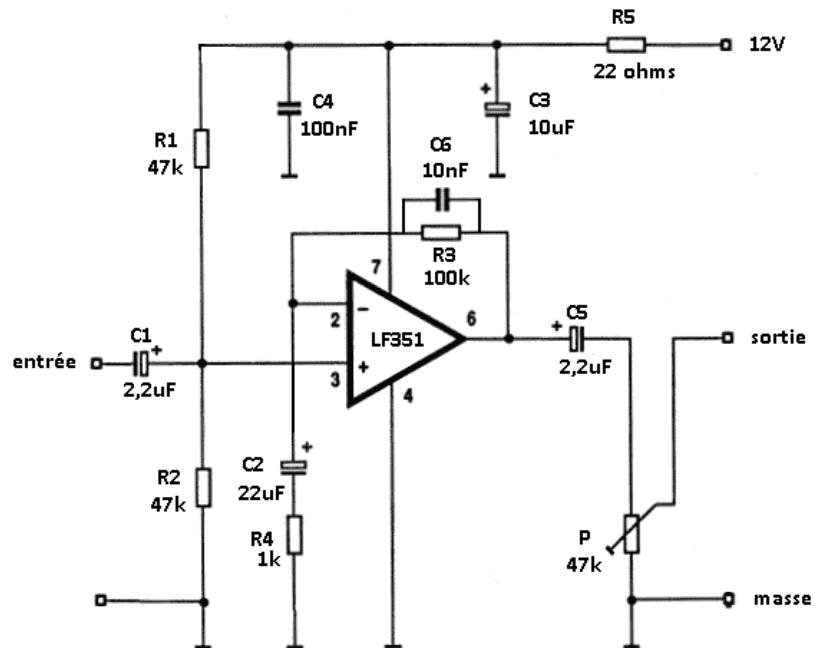 R5
12V
22 ohms
C4
100nF
C3
10uF
R1
47k
C6
10nF
R3
100k
7
2
LF351
6
C5
2,2uF
sortie
C1
entrée
2,2uF
3
4
C2
22uF
R2
47k
R4
1k
P
47k
masse